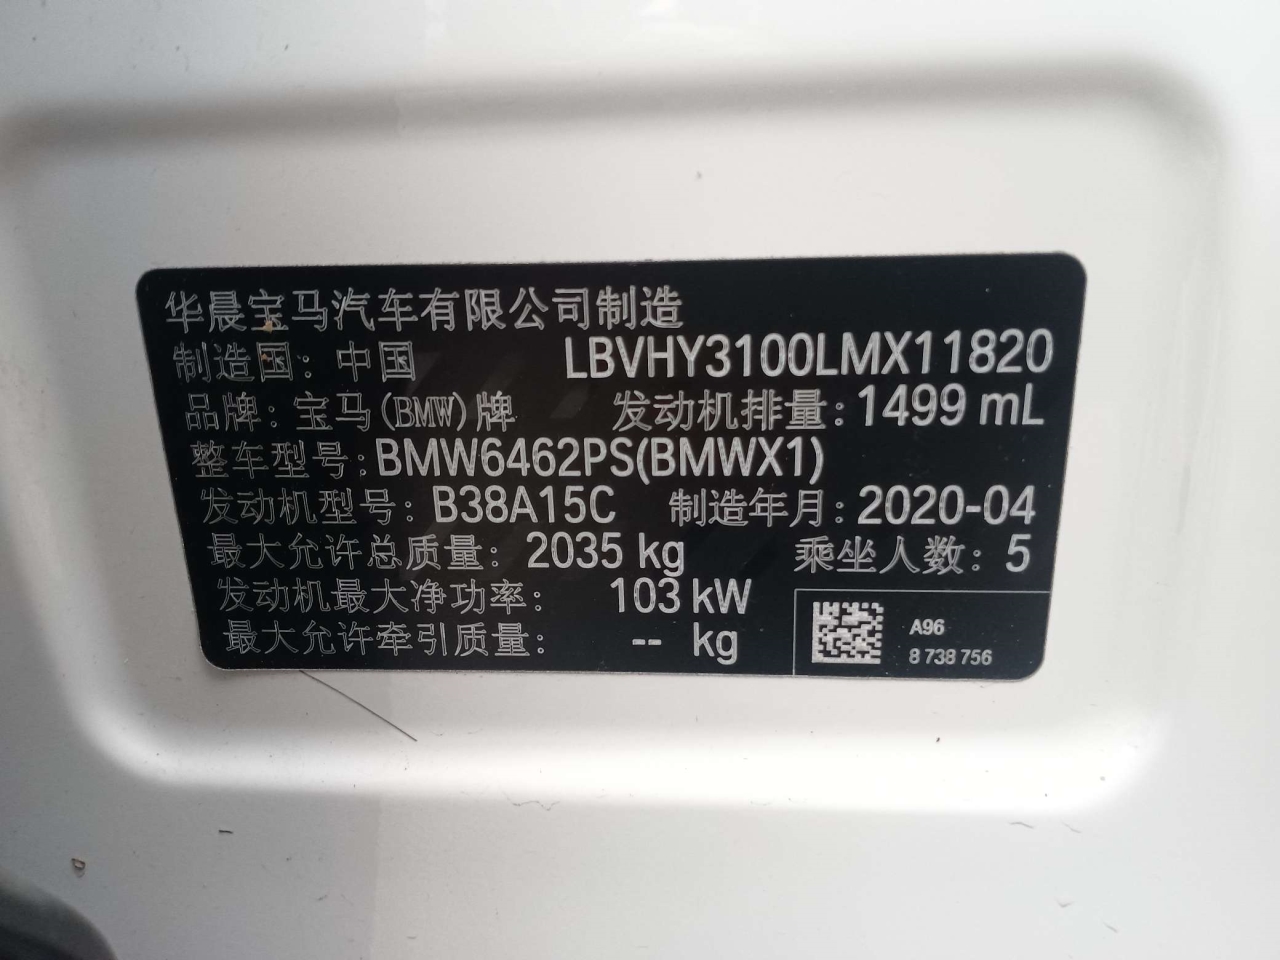 华晨宝马汽车有限公司制造
制造国: 中国 LBVHY3100LMX11820
品牌: 宝马(BMW)牌 发动机排量: 1499 mL
整车型号: BMW6462PS(BMWX1)
发动机型号: B38A15C 制造年月: 2020-04
最大允许总质量: 2035 kg 乘坐人数: 5
发动机最大净功率: 103 kW
最大允许牵引质量: -- kg
A96
8 738 756